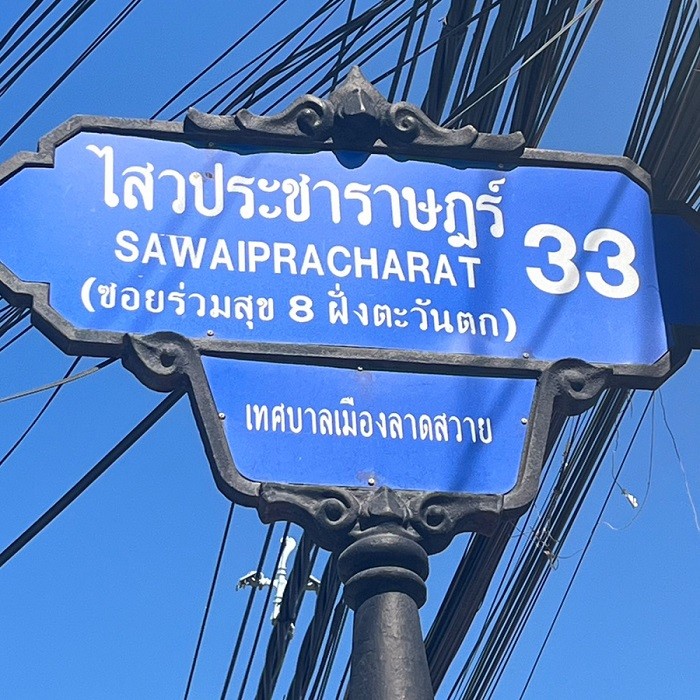 ไสวประชาราษฎร์ 33
SAWAIPRACHARAT
(ซอยร่วมสุข 8 ฝั่งตะวันตก)
เทศบาลเมืองลาดสวาย